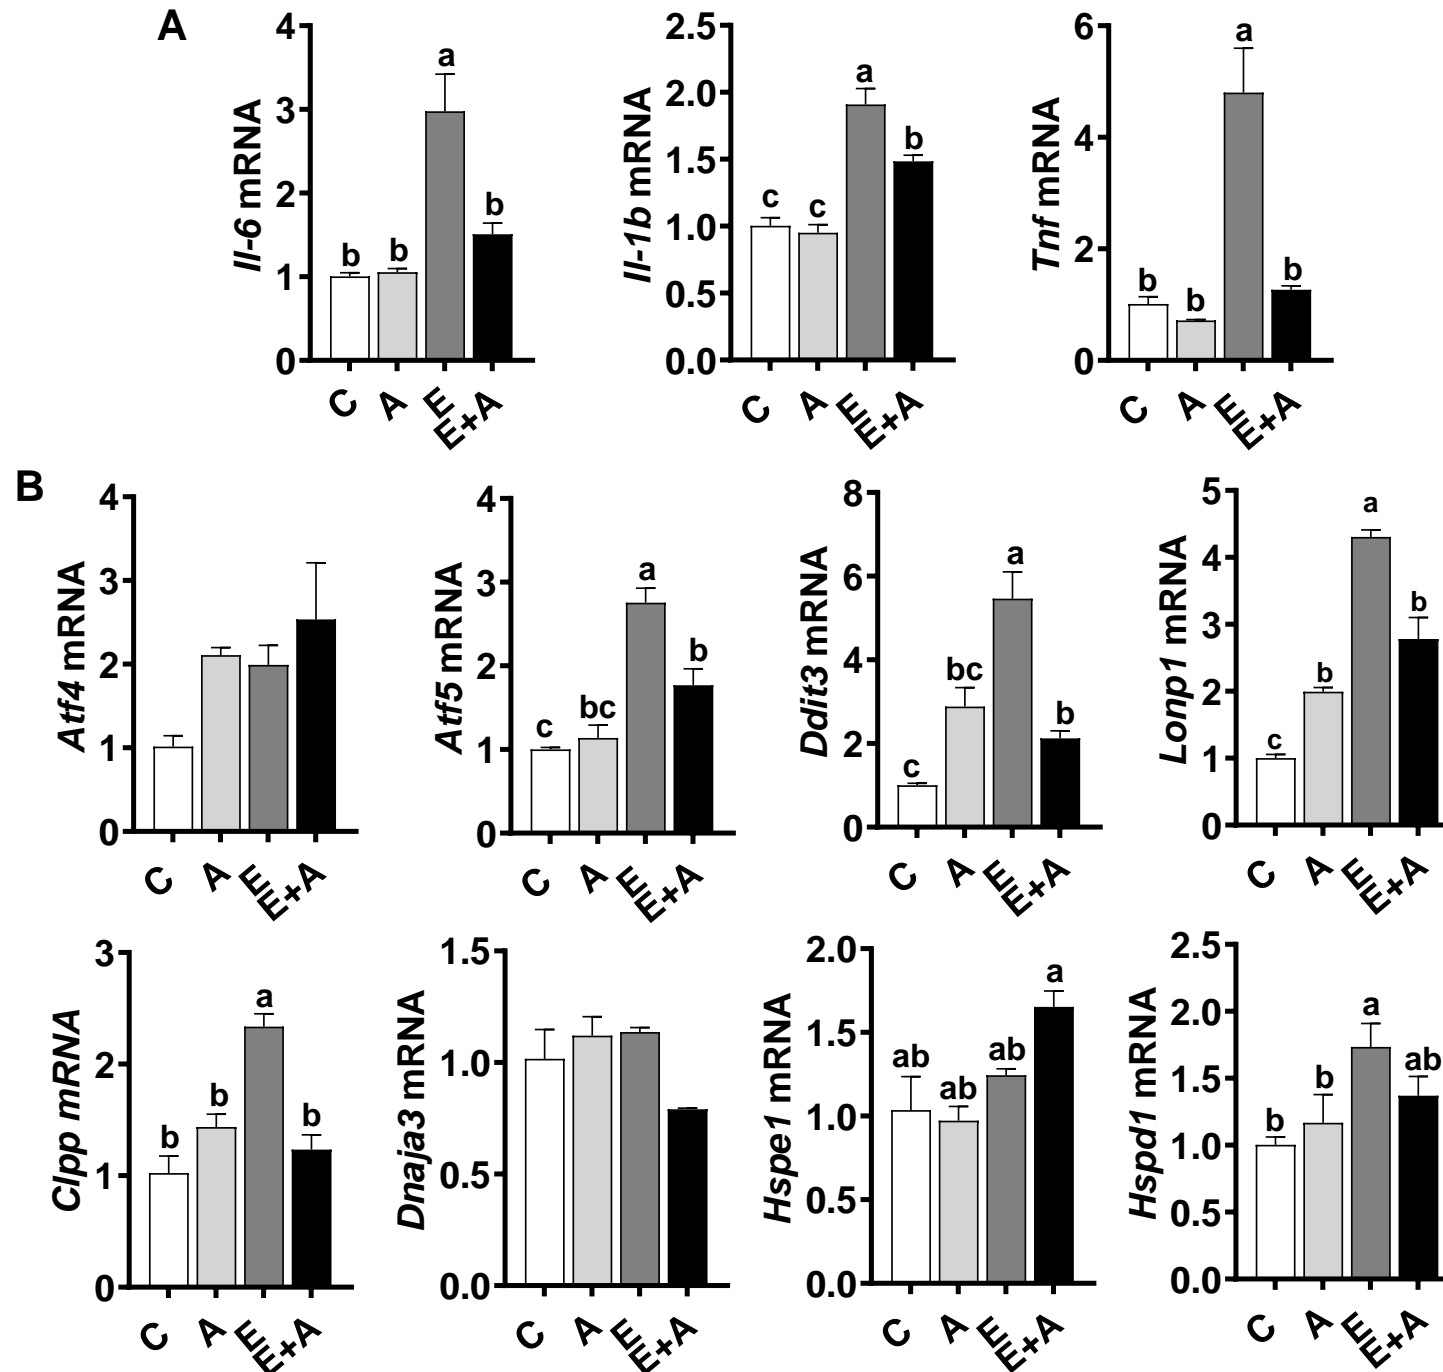 A
Il-6 mRNA
4
3
2
1
0
b
b
a
b
C
A
E
E+A
Il-1b mRNA
2.5
2.0
1.5
1.0
0.5
0.0
c
c
a
b
C
A
E
E+A
Tnf mRNA
6
4
2
0
b
b
a
b
C
A
E
E+A
B
Atf4 mRNA
4
3
2
1
0
C
A
E
E+A
Atf5 mRNA
4
3
2
1
0
c
bc
a
b
C
A
E
E+A
Ddit3 mRNA
8
6
4
2
0
c
bc
a
b
C
A
E
E+A
Lonp1 mRNA
5
4
3
2
1
0
c
b
a
b
C
A
E
E+A
Clpp mRNA
3
2
1
0
b
b
a
b
C
A
E
E+A
Dnaja3 mRNA
1.5
1.0
0.5
0.0
C
A
E
E+A
Hspe1 mRNA
2.0
1.5
1.0
0.5
0.0
ab
ab
ab
a
C
A
E
E+A
Hspd1 mRNA
2.5
2.0
1.5
1.0
0.5
0.0
b
b
a
ab
C
A
E
E+A